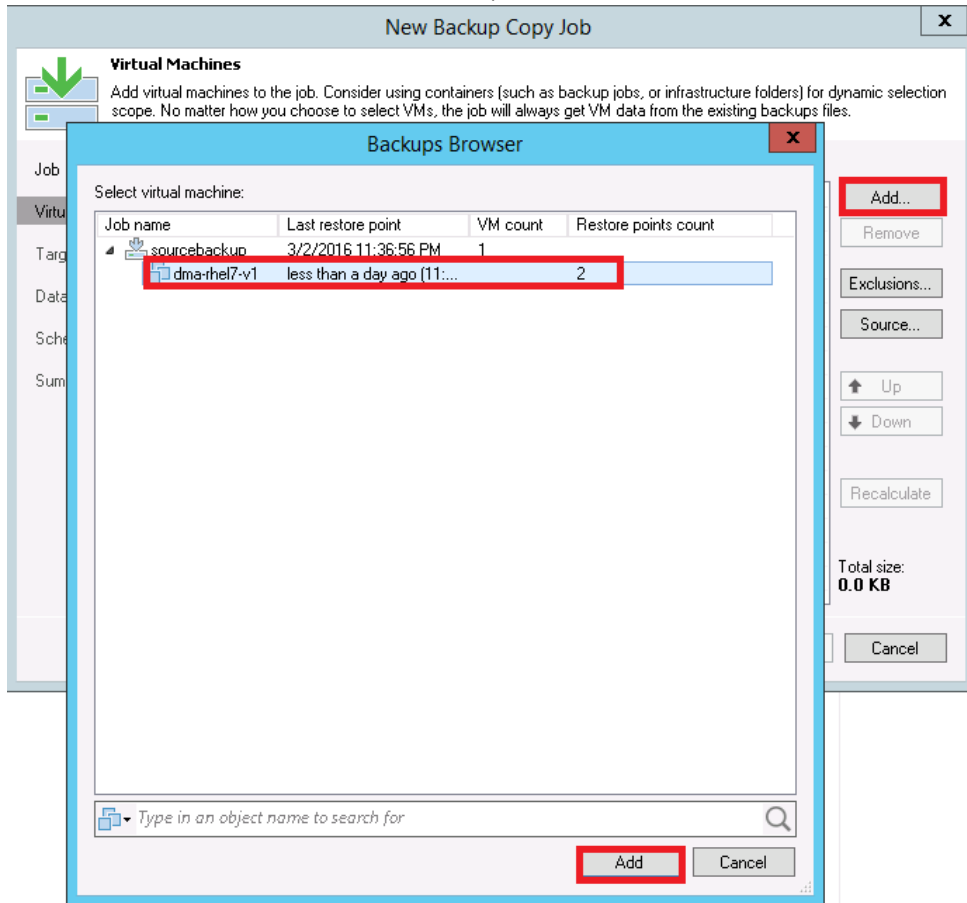 New Backup Copy Job
x
Virtual Machines
Add virtual machines to the job. Consider using containers (such as backup jobs, or infrastructure folders) for dynamic selection
scope. No matter how you choose to select VMs, the job will always get VM data from the existing backups files.
Backups Browser
x
Job
Virtu
Targ
Data
Sche
Sum
Select virtual machine:
Job name Last restore point VM count Restore points count
sourcebackup 3/2/2016 11:36:56 PM 1
dma-rhel7-v1 less than a day ago (11:... 2
Type in an object name to search for
Add Cancel
Add...
Remove
Exclusions...
Source...
Up
Down
Recalculate
Total size:
0.0 KB
Cancel